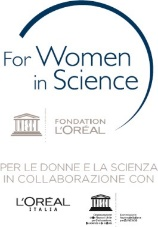 For Women
in Science
FONDATION
L'ORÉAL
PER LE DONNE E LA SCIENZA
IN COLLABORAZIONE CON
L'ORÉAL
ITALIA